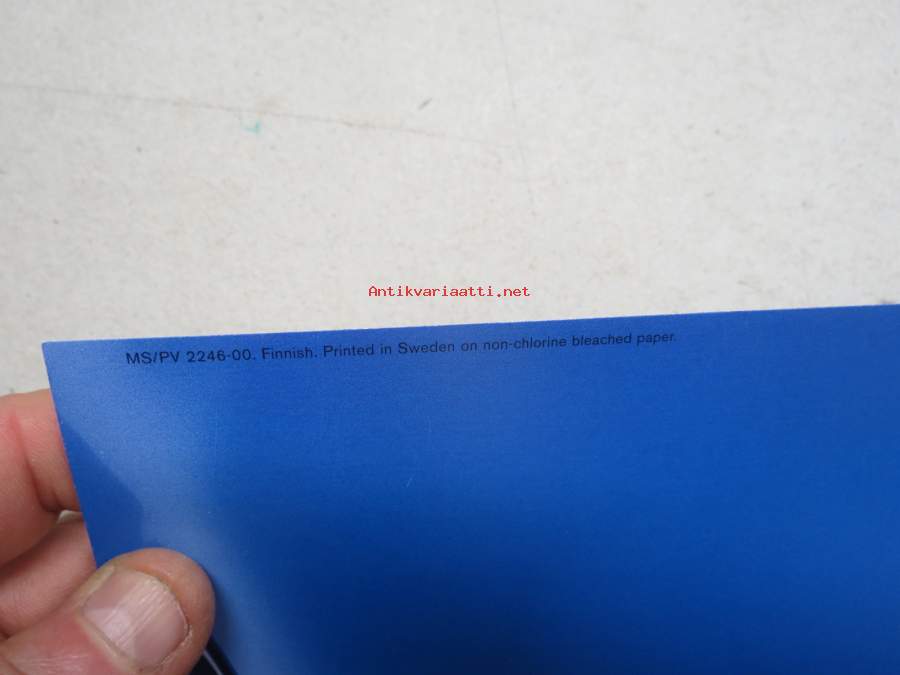 Antikvariaatti.net
MS/PV 2246-00. Finnish. Printed in Sweden on non-chlorine bleached paper.